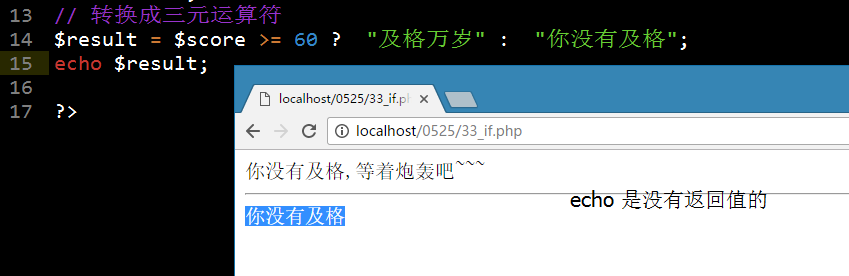 13 // 转换成三元运算符
14 $result = $score >= 60 ? "及格万岁" : "你没有及格";
15 echo $result;
16
17 ?>
localhost/0525/33_if.ph
localhost/0525/33_if.php
你没有及格,等着炮轰吧~~~
echo 是没有返回值的
你没有及格